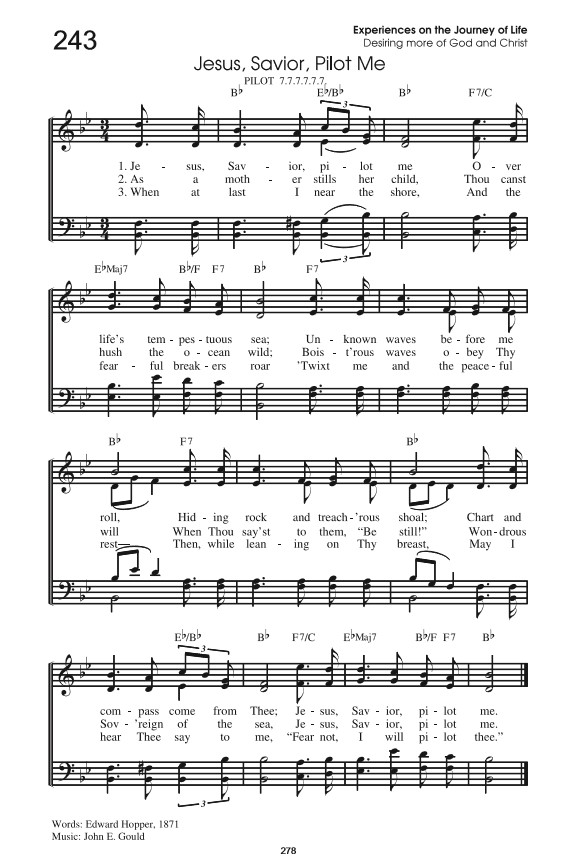 243
Experiences on the Journey of Life
Desiring more of God and Christ
Jesus, Savior, Pilot Me
PILOT 7.7.7.7.7.7.
B♭ E♭/B♭ B♭ F7/C
3
1. Je - sus, Sav - ior, pi - lot me O - ver
2. As a moth - er stills her child, Thou canst
3. When at last I near the shore, And the
3
E♭Maj7 B♭/F F7 B♭ F7
life's tem - pes - tuous sea; Un - known waves be - fore me
hush the o - cean wild; Bois - t'rous waves o - bey Thy
fear - ful break - ers roar 'Twixt me and the peace - ful
B♭ F7 B♭
roll, Hid - ing rock and treach - 'rous shoal; Chart and
will When Thou say'st to them, “Be still!” Won - drous
rest— Then, while lean - ing on Thy breast, May I
E♭/B♭ B♭ F7/C E♭Maj7 B♭/F F7 B♭
3
com - pass come from Thee; Je - sus, Sav - ior, pi - lot me.
Sov - 'reign of the sea, Je - sus, Sav - ior, pi - lot me.
hear Thee say to me, “Fear not, I will pi - lot thee.”
3
Words: Edward Hopper, 1871
Music: John E. Gould
278